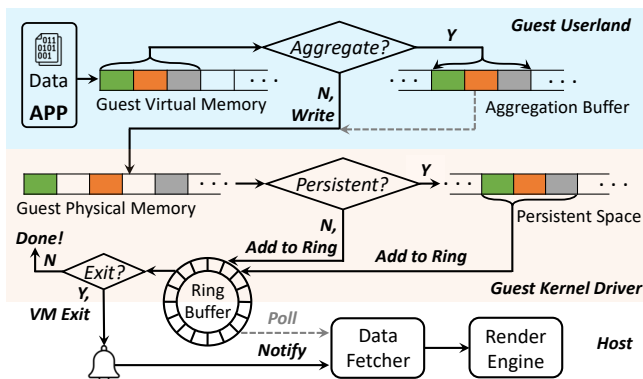 Guest Userland
011
0101
001
Data
APP
Aggregate?
Y
Guest Virtual Memory
N,
Write
Aggregation Buffer
Persistent?
Y
Guest Physical Memory
N,
Add to Ring
Persistent Space
Done!
N
Exit?
Add to Ring
Y,
VM Exit
Ring
Buffer
Guest Kernel Driver
Poll
Notify
Data
Fetcher
Render
Engine
Host